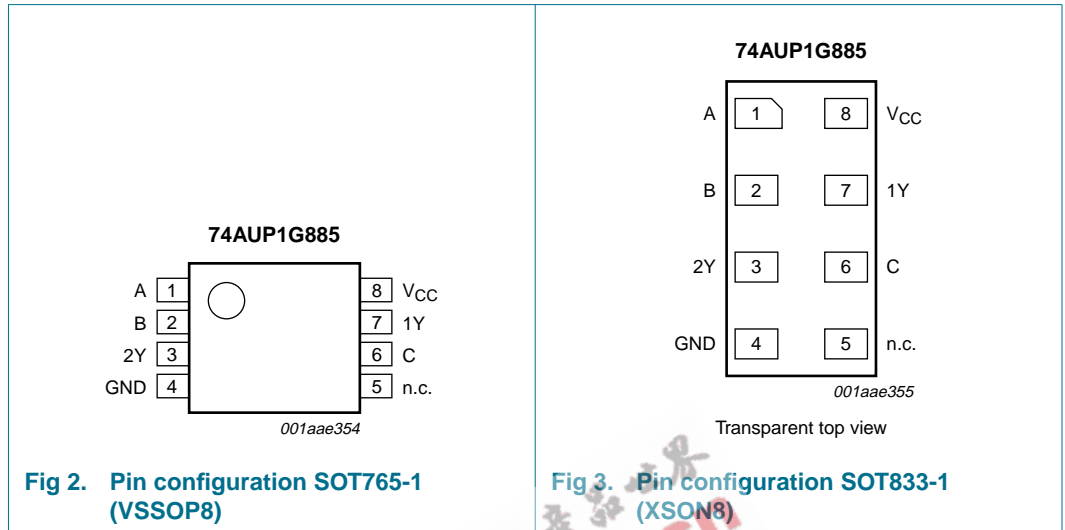 74AUP1G885
A 1
B 2
2Y 3
GND 4
8 VCC
7 1Y
6 C
5 n.c.
001aae354
Fig 2. Pin configuration SOT765-1
(VSSOP8)
74AUP1G885
A 1 8 VCC
B 2 7 1Y
2Y 3 6 C
GND 4 5 n.c.
001aae355
Transparent top view
Fig 3. Pin configuration SOT833-1
(XSON8)